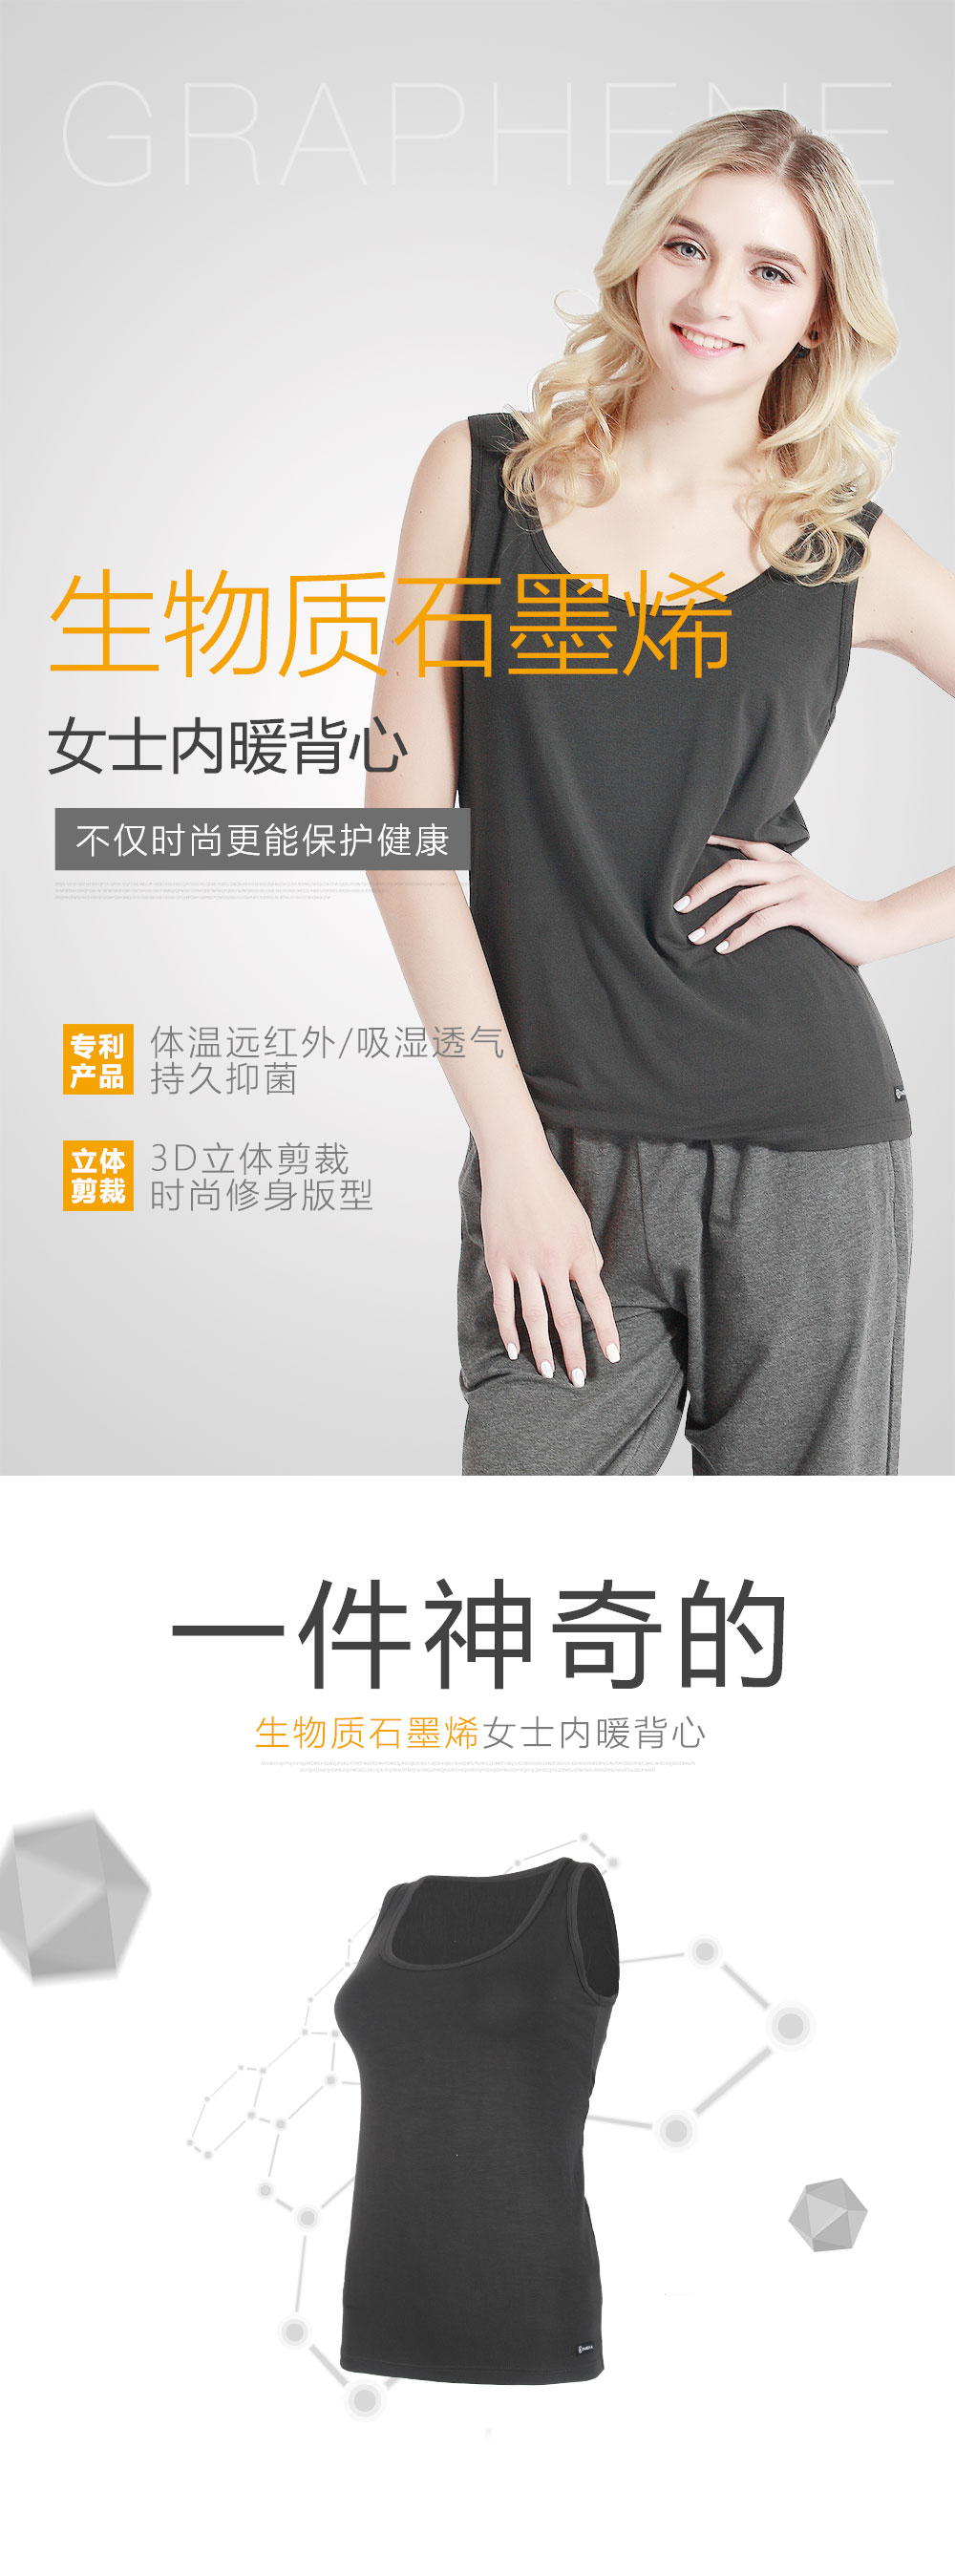 GRAPHENE
生物质石墨烯
女士内暖背心
不仅时尚更能保护健康
专利
产品
体温远红外/吸湿透气
持久抑菌
立体
剪裁
3D立体剪裁
时尚修身版型
一件神奇的
生物质石墨烯女士内暖背心